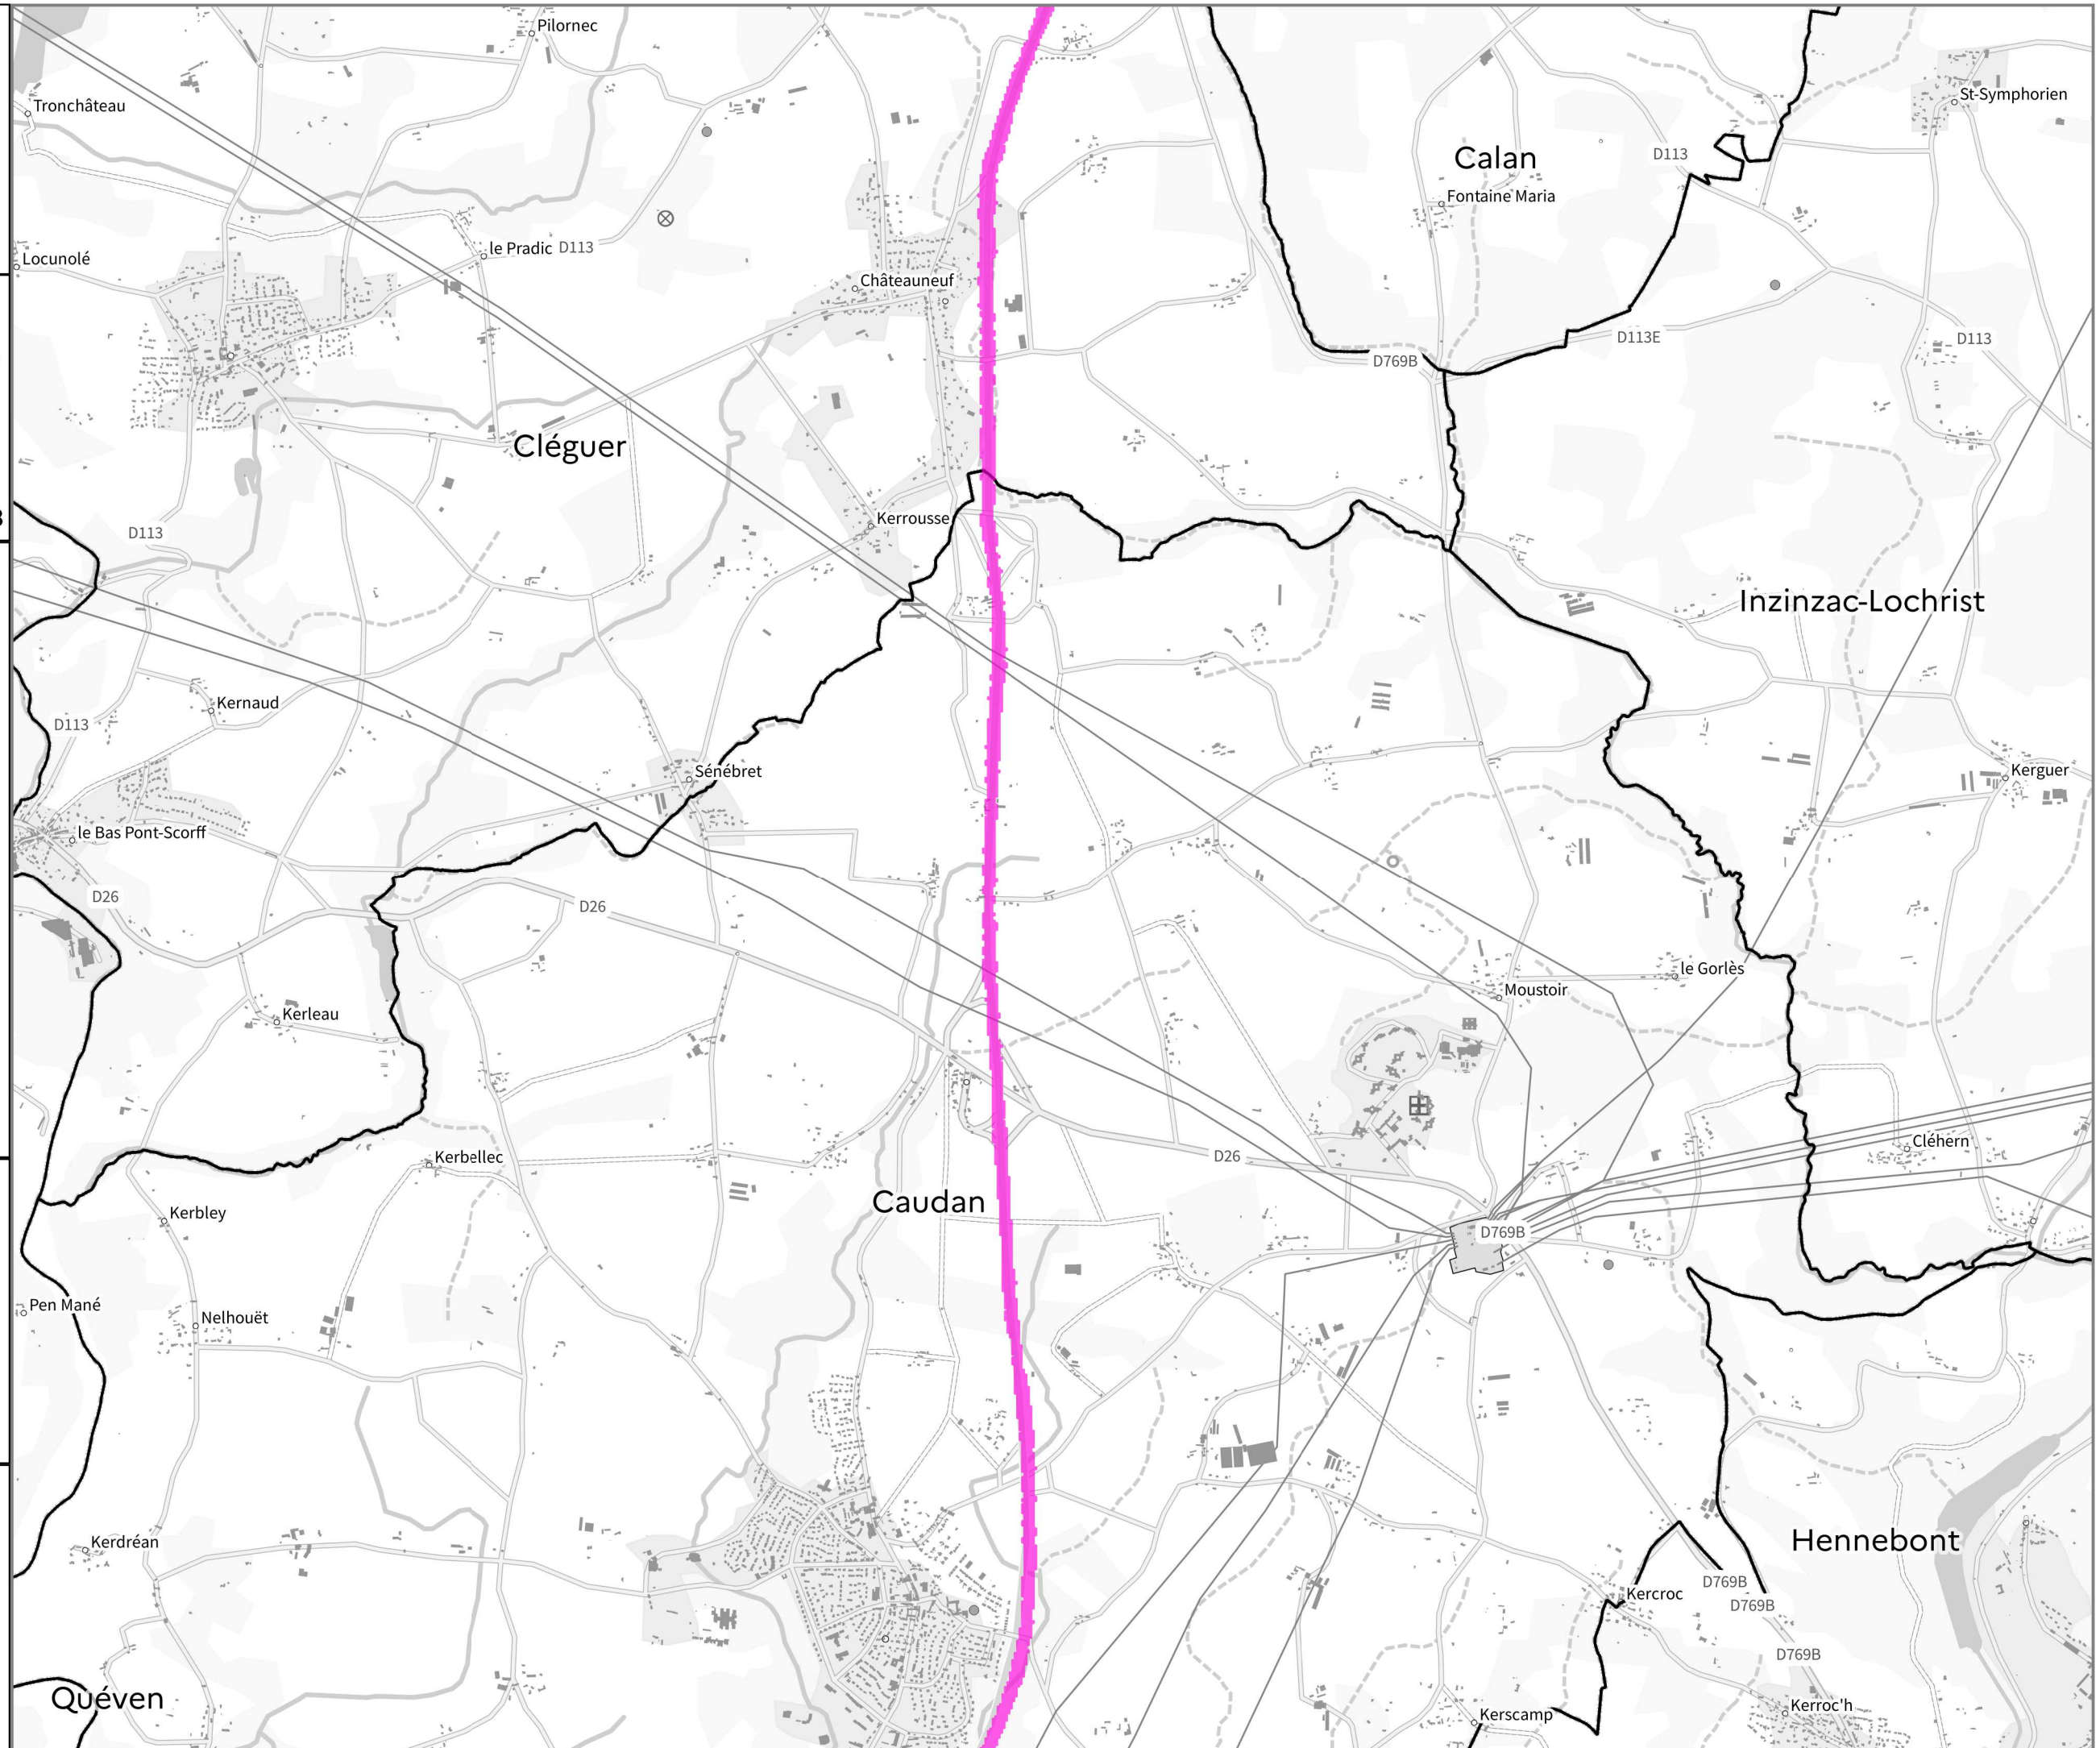 Pilornec
Tronchâteau
St-Symphorien
D113
Calan
Fontaine Maria
le Pradic
D113
Locunolé
Châteauneuf
D113E
D113
D769B
Cléguer
Kerrousse
D113
Inzinzac-Lochrist
Kernaud
D113
Sénébret
Kerguer
le Bas Pont-Scorff
D26
D26
le Gorlès
Moustoir
Kerleau
Cléhern
D26
Kerbellec
Caudan
Kerbley
D769B
Pen Mané
Nelhouët
Kerdréan
Hennebont
D769B
Kercroc
D769B
D769B
Quéven
Kerroc'h
Kerscamp